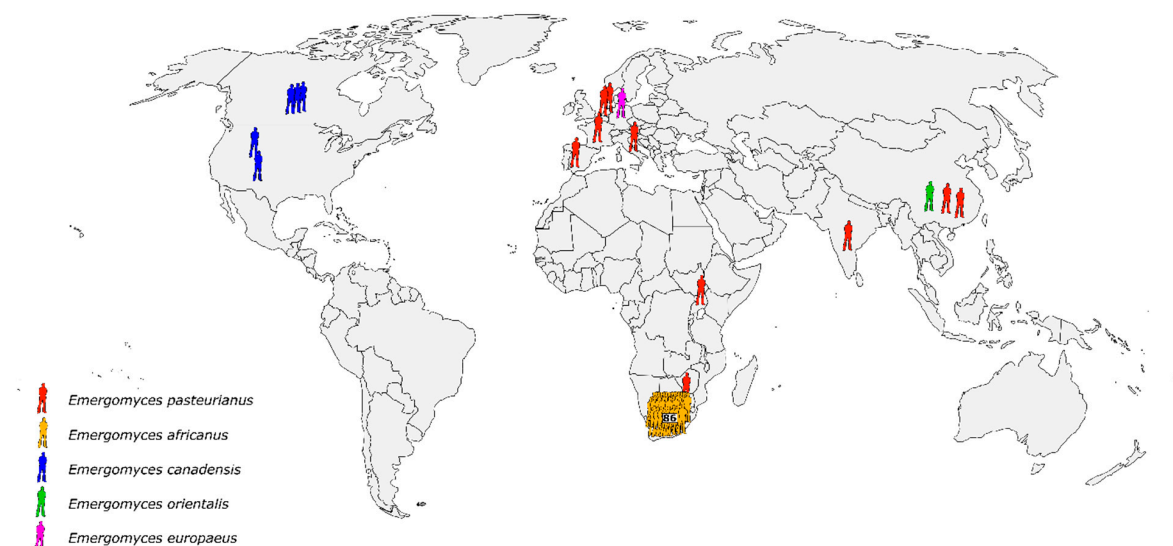 86
Emergomyces pasteurianus
Emergomyces africanus
Emergomyces canadensis
Emergomyces orientalis
Emergomyces europaeus